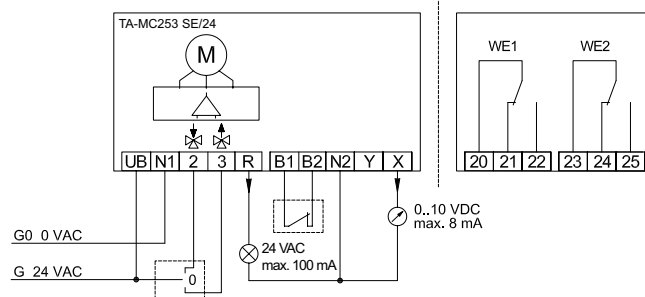 TA-MC253 SE/24
M
UB N1 2 3 R B1 B2 N2 Y X
G0 0 VAC
G 24 VAC
0
24 VAC
max. 100 mA
0..10 VDC
max. 8 mA
WE1 WE2
20 21 22 23 24 25